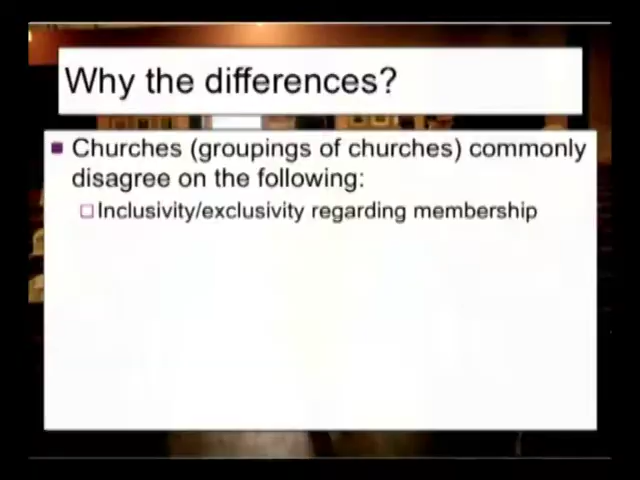 Why the differences?
Churches (groupings of churches) commonly
disagree on the following:
Inclusivity/exclusivity regarding membership